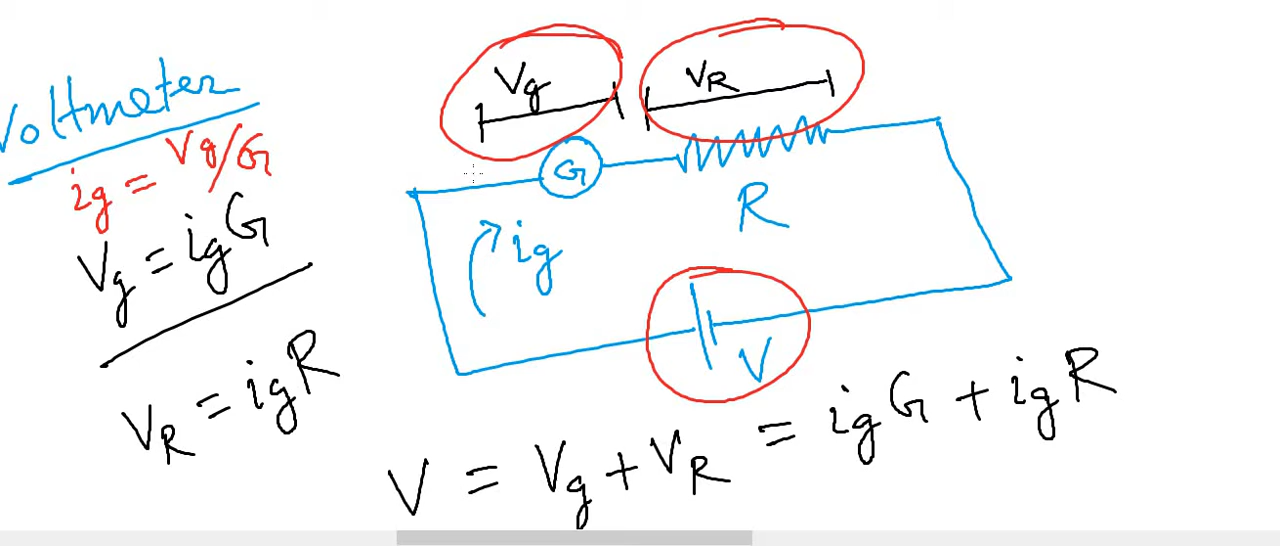 Voltmeter
ig = Vg/G
Vg = igG
VR = igR
Vg
VR
G
R
ig
V
V = Vg + VR = igG + igR